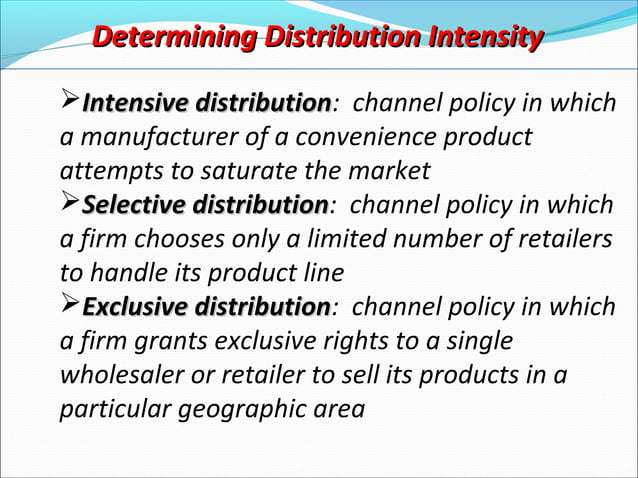 Determining Distribution Intensity
➢Intensive distribution:  channel policy in which
a manufacturer of a convenience product
attempts to saturate the market
➢Selective distribution:  channel policy in which
a firm chooses only a limited number of retailers
to handle its product line
➢Exclusive distribution:  channel policy in which
a firm grants exclusive rights to a single
wholesaler or retailer to sell its products in a
particular geographic area